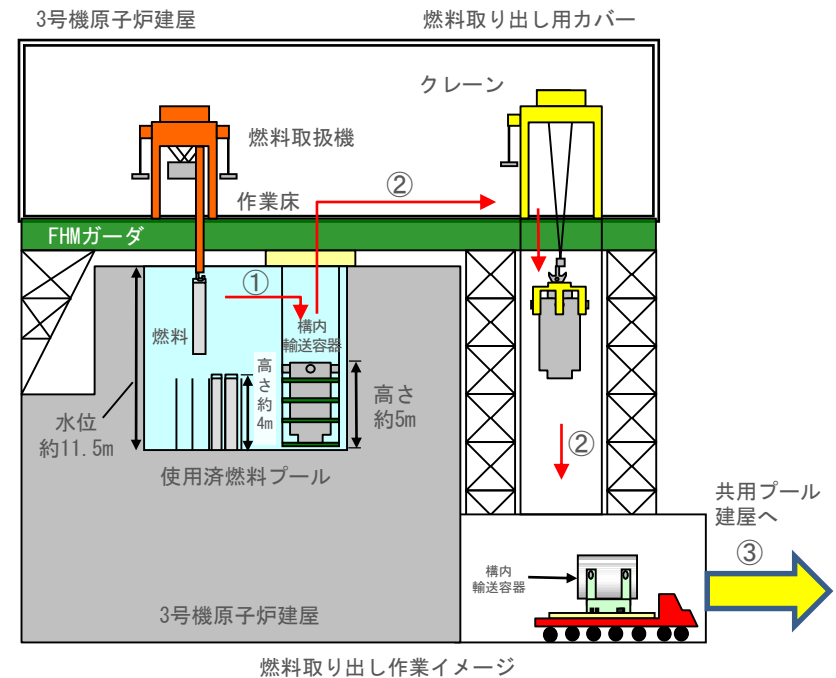 3号機原子炉建屋
燃料取り出し用カバー
クレーン
燃料取扱機
②
作業床
FHMガーダ
①
燃料
構内
輸送容器
高さ
約
4m
高さ
約5m
水位
約11.5m
②
使用済燃料プール
共用プール
建屋へ
③
構内
輸送容器
3号機原子炉建屋
燃料取り出し作業イメージ